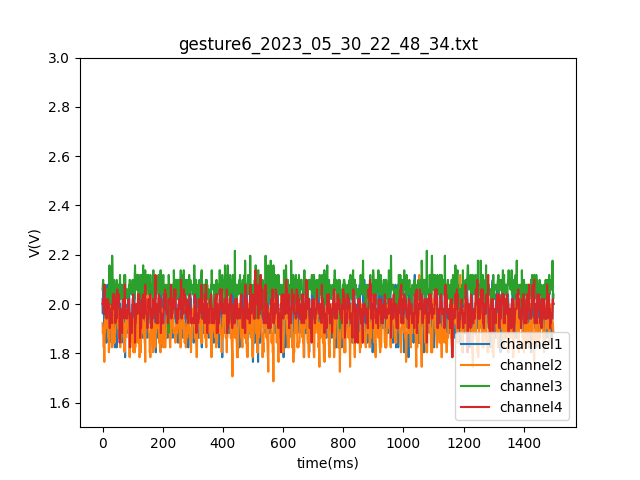 gesture6_2023_05_30_22_48_34.txt
3.0
2.8
2.6
2.4
2.2
2.0
1.8
1.6
V(V)
channel1
channel2
channel3
channel4
0 200 400 600 800 1000 1200 1400
time(ms)